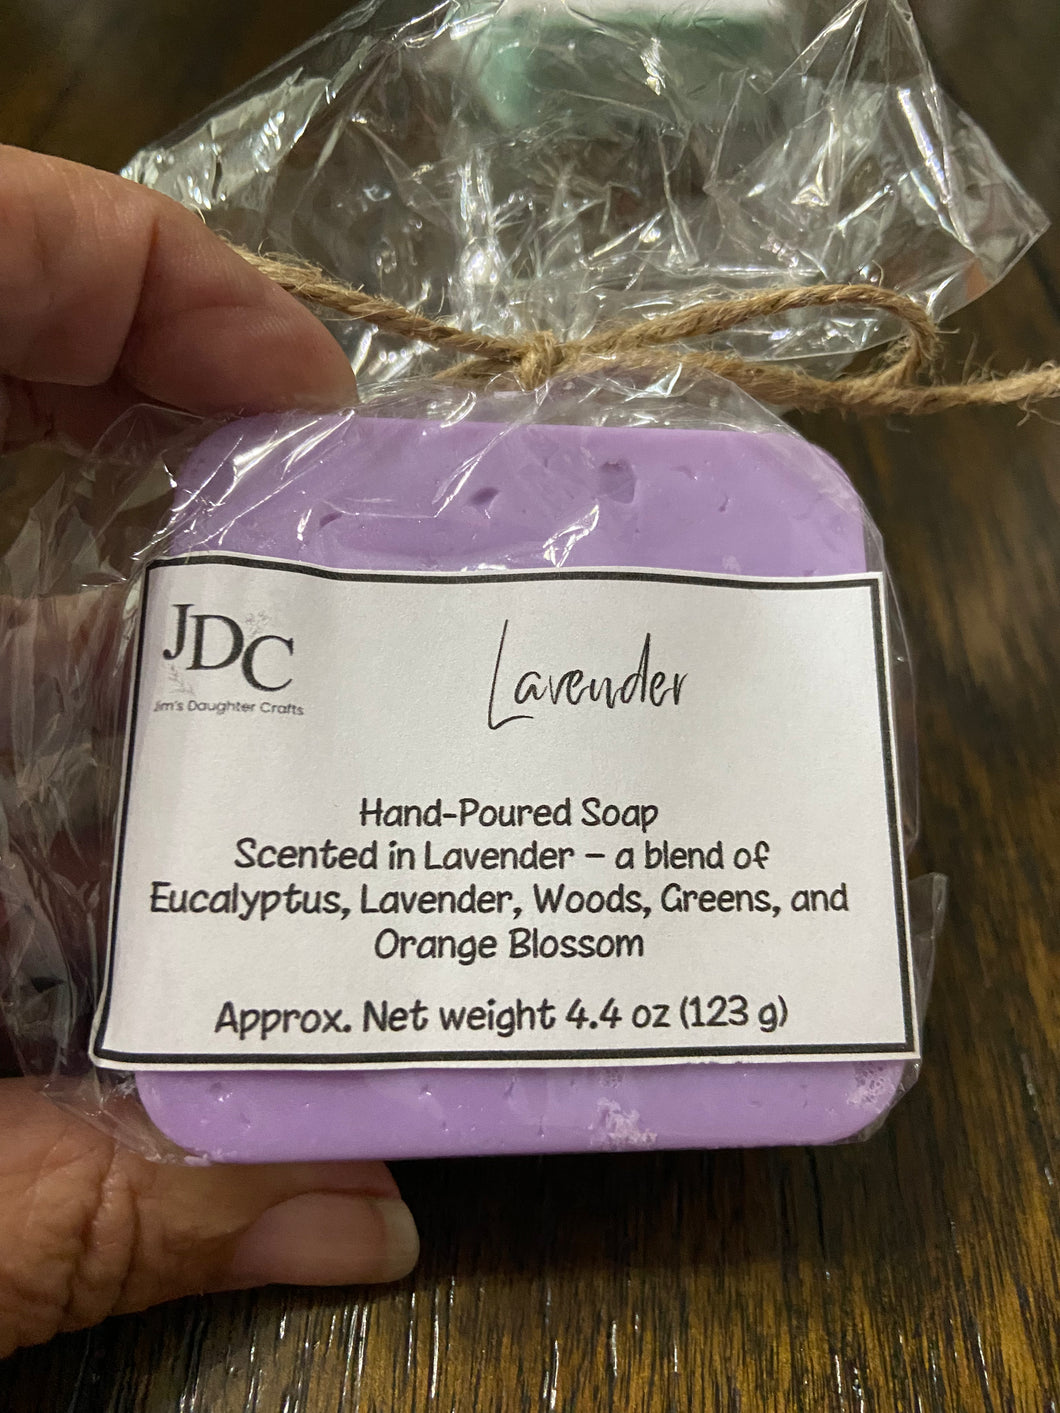 JDC
Jim's Daughter Crafts
Lavender
Hand-Poured Soap
Scented in Lavender – a blend of
Eucalyptus, Lavender, Woods, Greens, and
Orange Blossom
Approx. Net weight 4.4 oz (123 g)